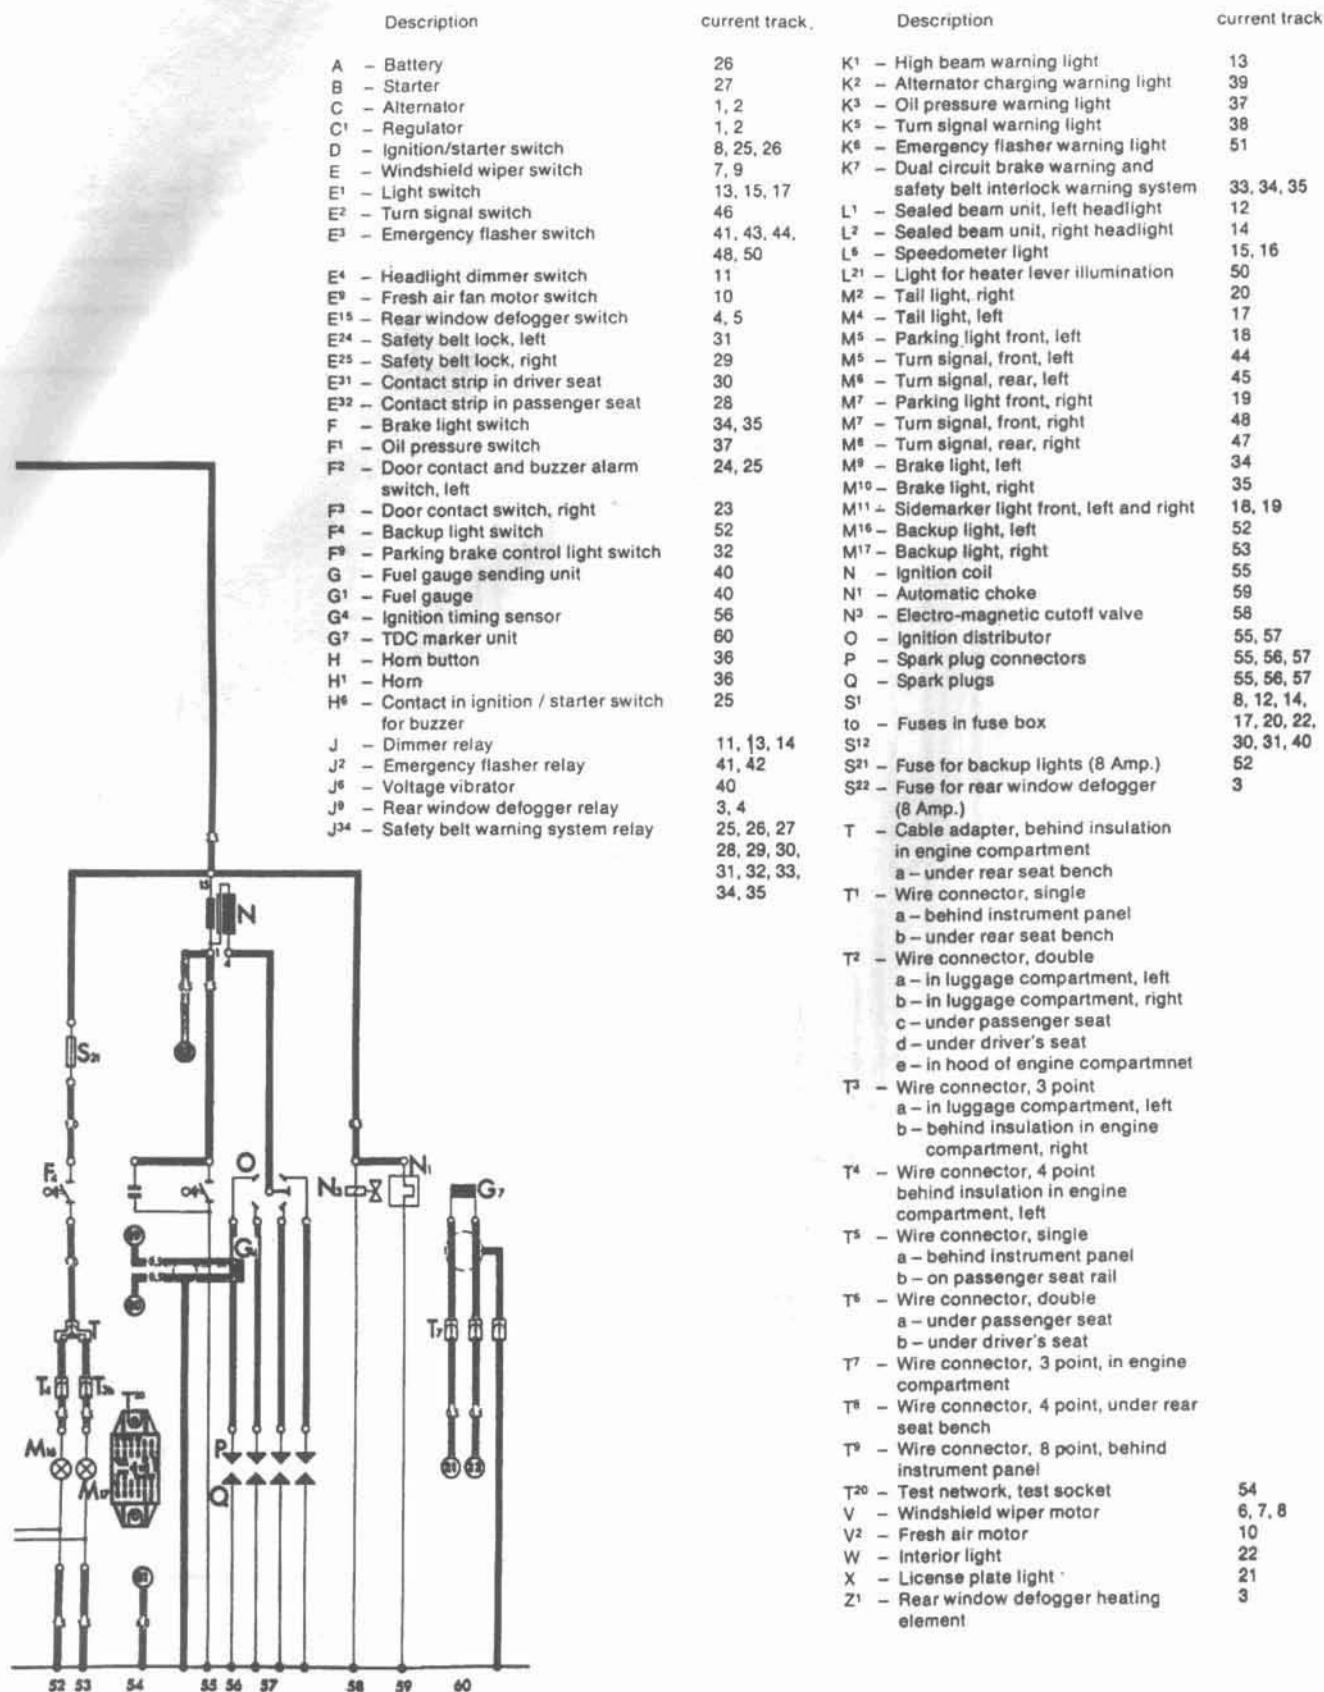 Description current track.
A – Battery 26
B – Starter 27
C – Alternator 1, 2
C1 – Regulator 1, 2
D – Ignition/starter switch 8, 25, 26
E – Windshield wiper switch 7, 9
E1 – Light switch 13, 15, 17
E2 – Turn signal switch 46
E3 – Emergency flasher switch 41, 43, 44,
48, 50
E4 – Headlight dimmer switch 11
E9 – Fresh air fan motor switch 10
E15 – Rear window defogger switch 4, 5
E24 – Safety belt lock, left 31
E25 – Safety belt lock, right 29
E31 – Contact strip in driver seat 30
E32 – Contact strip in passenger seat 28
F – Brake light switch 34, 35
F1 – Oil pressure switch 37
F2 – Door contact and buzzer alarm 24, 25
switch, left
F3 – Door contact switch, right 23
F4 – Backup light switch 52
F9 – Parking brake control light switch 32
G – Fuel gauge sending unit 40
G1 – Fuel gauge 40
G4 – Ignition timing sensor 56
G7 – TDC marker unit 60
H – Horn button 36
H1 – Horn 36
H6 – Contact in ignition / starter switch 25
for buzzer
J – Dimmer relay 11, 13, 14
J2 – Emergency flasher relay 41, 42
J6 – Voltage vibrator 40
J9 – Rear window defogger relay 3, 4
J34 – Safety belt warning system relay 25, 26, 27
28, 29, 30,
31, 32, 33,
34, 35
Description current track
K1 – High beam warning light 13
K2 – Alternator charging warning light 39
K3 – Oil pressure warning light 37
K5 – Turn signal warning light 38
K6 – Emergency flasher warning light 51
K7 – Dual circuit brake warning and
safety belt interlock warning system 33, 34, 35
L1 – Sealed beam unit, left headlight 12
L2 – Sealed beam unit, right headlight 14
L6 – Speedometer light 15, 16
L21 – Light for heater lever illumination 50
M2 – Tail light, right 20
M4 – Tail light, left 17
M5 – Parking light front, left 18
M5 – Turn signal, front, left 44
M6 – Turn signal, rear, left 45
M7 – Parking light front, right 19
M7 – Turn signal, front, right 48
M8 – Turn signal, rear, right 47
M9 – Brake light, left 34
M10 – Brake light, right 35
M11 – Sidemarker light front, left and right 18, 19
M16 – Backup light, left 52
M17 – Backup light, right 53
N – Ignition coil 55
N1 – Automatic choke 59
N3 – Electro-magnetic cutoff valve 58
O – Ignition distributor 55, 57
P – Spark plug connectors 55, 56, 57
Q – Spark plugs 55, 56, 57
S1 8, 12, 14,
to – Fuses in fuse box 17, 20, 22,
S12 30, 31, 40
S21 – Fuse for backup lights (8 Amp.) 52
S22 – Fuse for rear window defogger 3
(8 Amp.)
T – Cable adapter, behind insulation
in engine compartment
a – under rear seat bench
T1 – Wire connector, single
a – behind instrument panel
b – under rear seat bench
T2 – Wire connector, double
a – in luggage compartment, left
b – in luggage compartment, right
c – under passenger seat
d – under driver's seat
e – in hood of engine compartmnet
T3 – Wire connector, 3 point
a – in luggage compartment, left
b – behind insulation in engine
compartment, right
T4 – Wire connector, 4 point
behind insulation in engine
compartment, left
T5 – Wire connector, single
a – behind instrument panel
b – on passenger seat rail
T6 – Wire connector, double
a – under passenger seat
b – under driver's seat
T7 – Wire connector, 3 point, in engine
compartment
T8 – Wire connector, 4 point, under rear
seat bench
T9 – Wire connector, 8 point, behind
instrument panel
T20 – Test network, test socket 54
V – Windshield wiper motor 6, 7, 8
V2 – Fresh air motor 10
W – Interior light 22
X – License plate light 21
Z1 – Rear window defogger heating 3
element
15
N
1 4
S21
O N1
N3 G7
T T7
T4 T20
M16 P
M17 Q
52 53 54 55 56 57 58 59 60